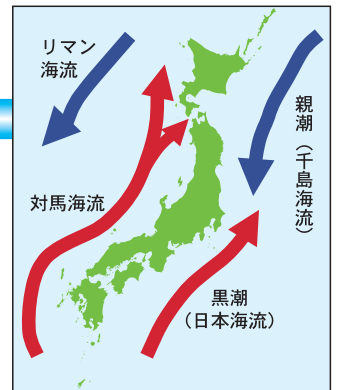 リマン
海流
親潮（千島海流）
対馬海流
黒潮
（日本海流）